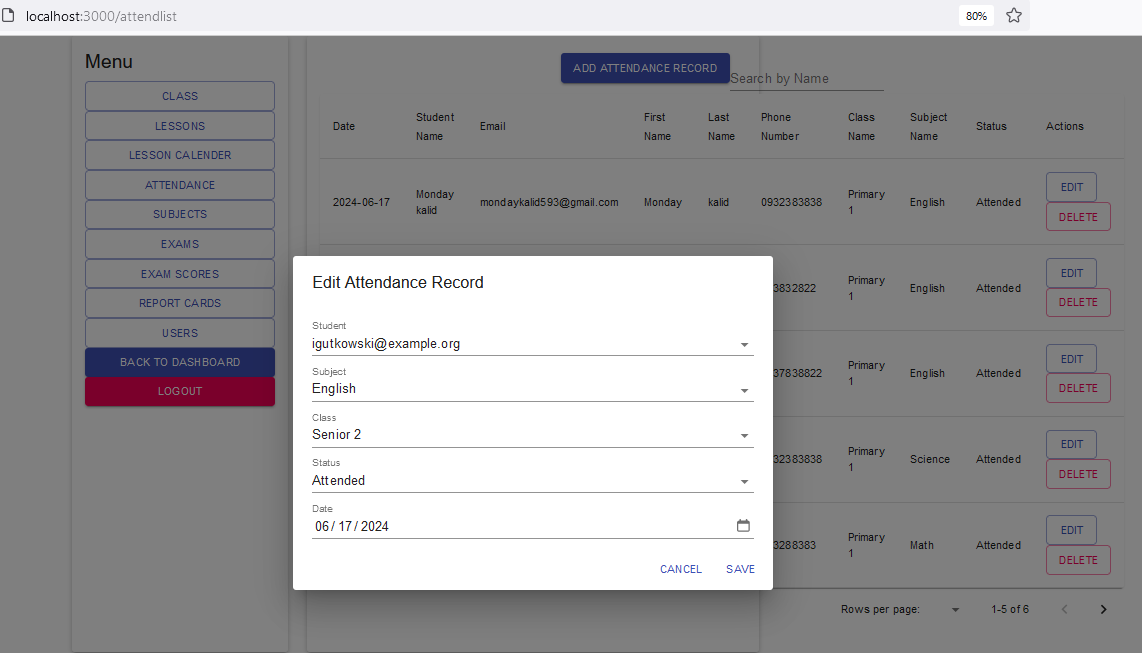 localhost:3000/attendlist
80%
Menu
CLASS
LESSONS
LESSON CALENDER
ATTENDANCE
SUBJECTS
EXAMS
EXAM SCORES
REPORT CARDS
USERS
BACK TO DASHBOARD
LOGOUT
ADD ATTENDANCE RECORD
Search by Name
Date Student Name Email First Name Last Name Phone Number Class Name Subject Name Status Actions
2024-06-17 Monday kalid mondaykalid593@gmail.com Monday kalid 0932383838 Primary 1 English Attended EDIT DELETE
3832822 Primary 1 English Attended EDIT DELETE
37838822 Primary 1 English Attended EDIT DELETE
32383838 Primary 1 Science Attended EDIT DELETE
3288383 Primary 1 Math Attended EDIT DELETE
Rows per page: 1-5 of 6
Edit Attendance Record
Student
igutkowski@example.org
Subject
English
Class
Senior 2
Status
Attended
Date
06/17/2024
CANCEL SAVE